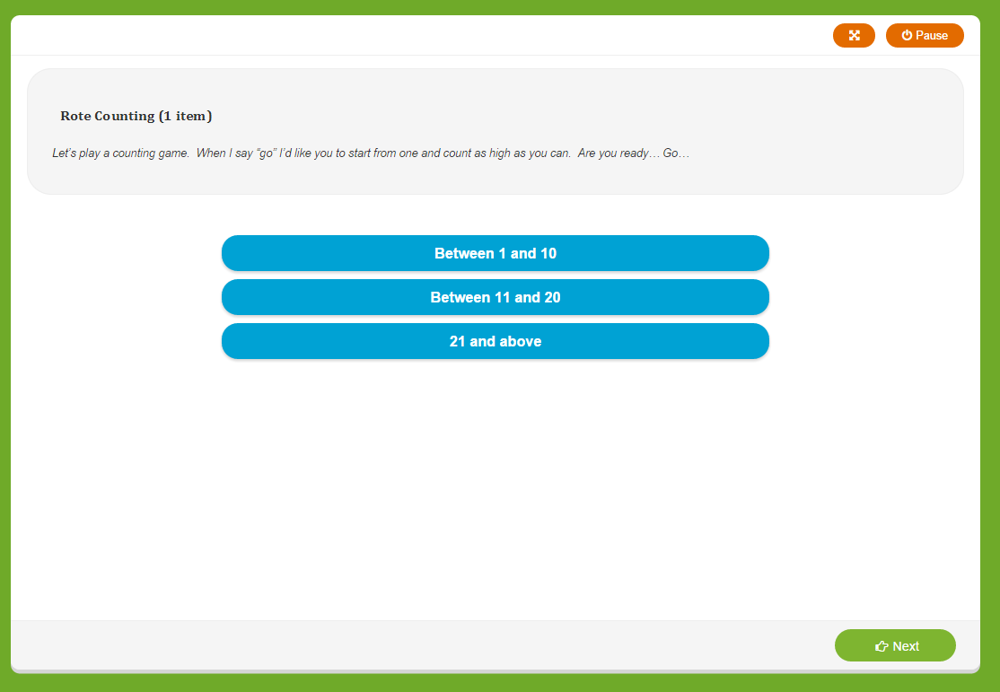 Pause
Rote Counting (1 item)
Let’s play a counting game.  When I say “go” I’d like you to start from one and count as high as you can.  Are you ready… Go…
Between 1 and 10
Between 11 and 20
21 and above
Next